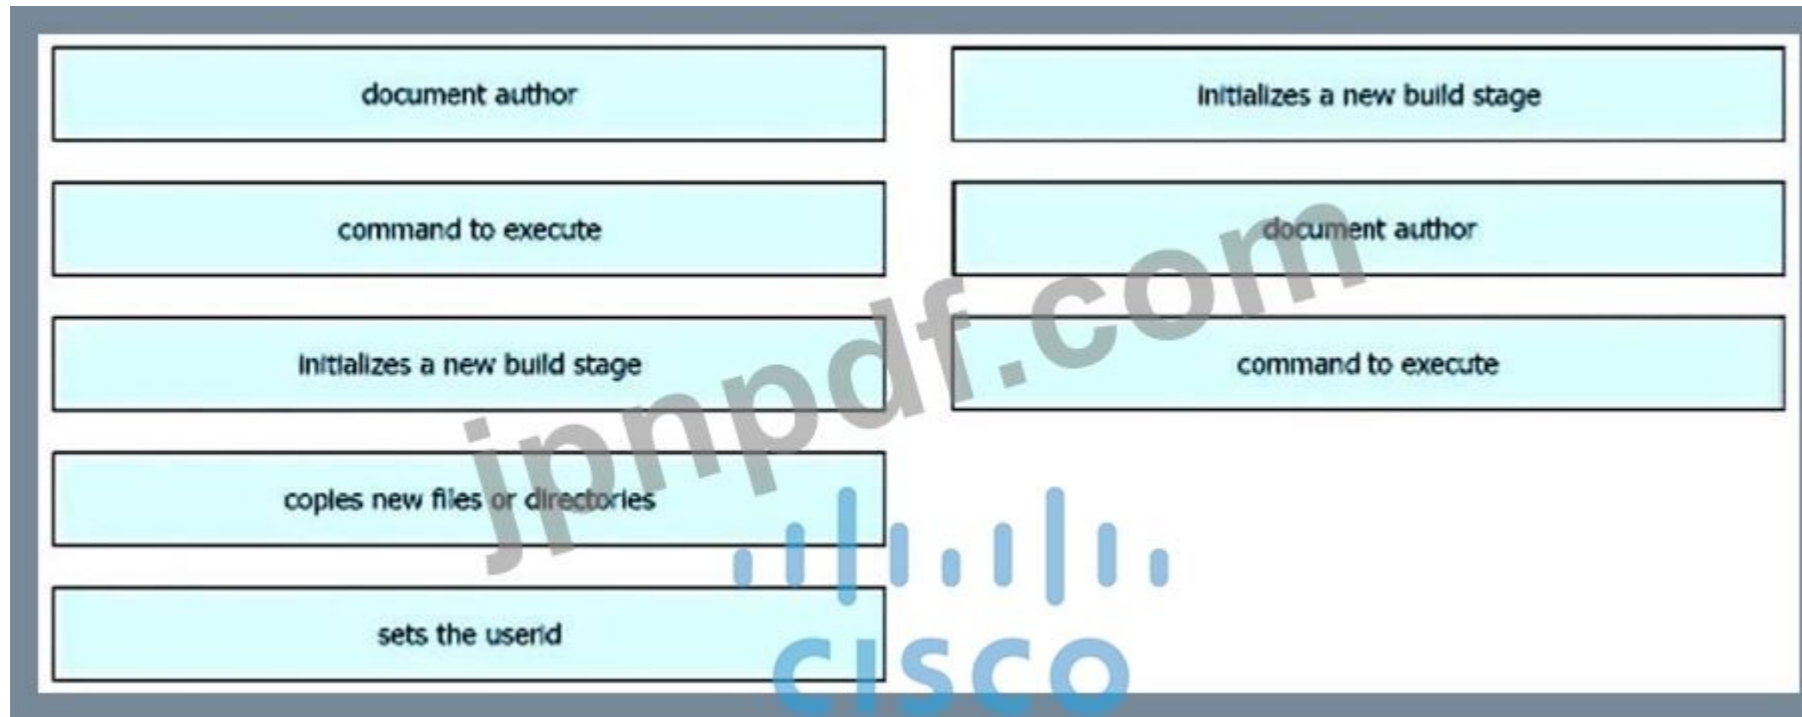 document author
command to execute
initializes a new build stage
copies new files or directories
sets the userid
initializes a new build stage
document author
command to execute
jpnpdf.com
CISCO